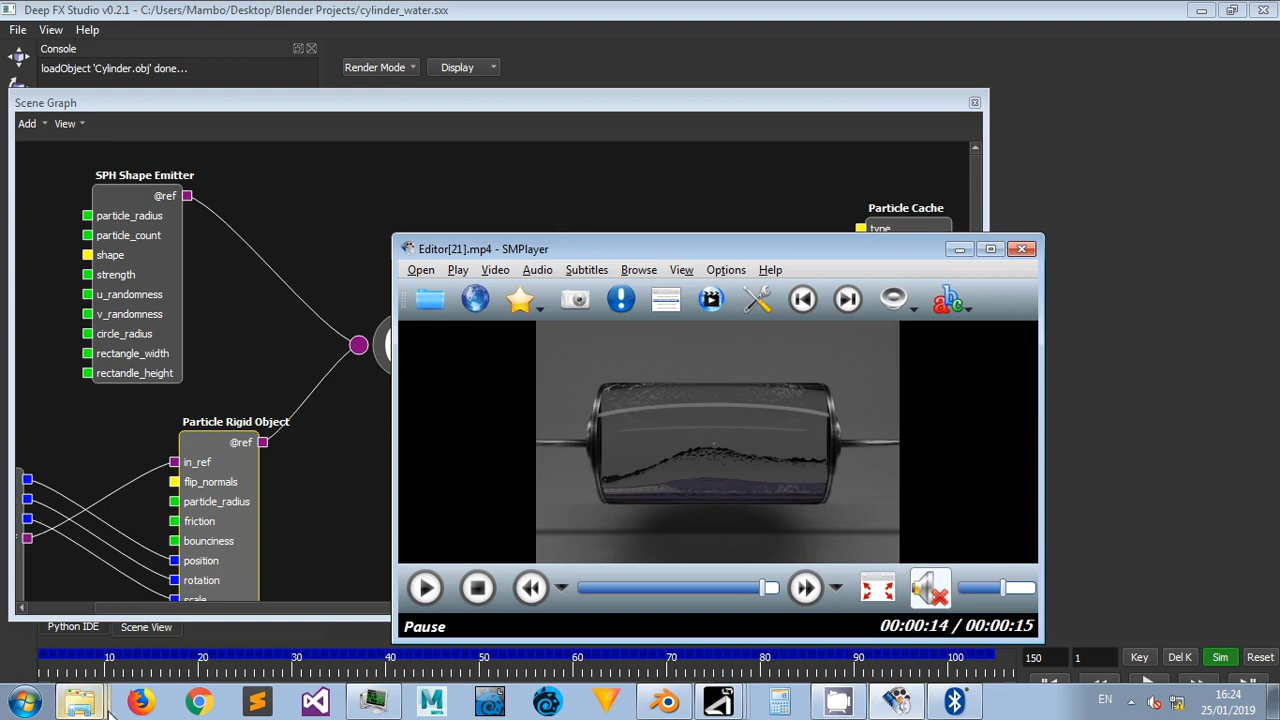 Deep FX Studio v0.2.1 - C:/Users/Mambo/Desktop/Blender Projects/cylinder_water.sxx
File View Help
Console
loadObject 'Cylinder.obj' done...
Render Mode
Display
Scene Graph
Add View
SPH Shape Emitter
@ref
particle_radius
particle_count
shape
strength
u_randomness
v_randomness
circle_radius
rectangle_width
rectandle_height
Particle Cache
type
Particle Rigid Object
@ref
in_ref
flip_normals
particle_radius
friction
bounciness
position
rotation
scale
Editor[21].mp4 - SMPlayer
Open Play Video Audio Subtitles Browse View Options Help
Pause
00:00:14 / 00:00:15
Python IDE Scene View
10 20 30 40 50 60 70 80 90 100
150 1 Key Del K Sim Reset
EN
16:24
25/01/2019